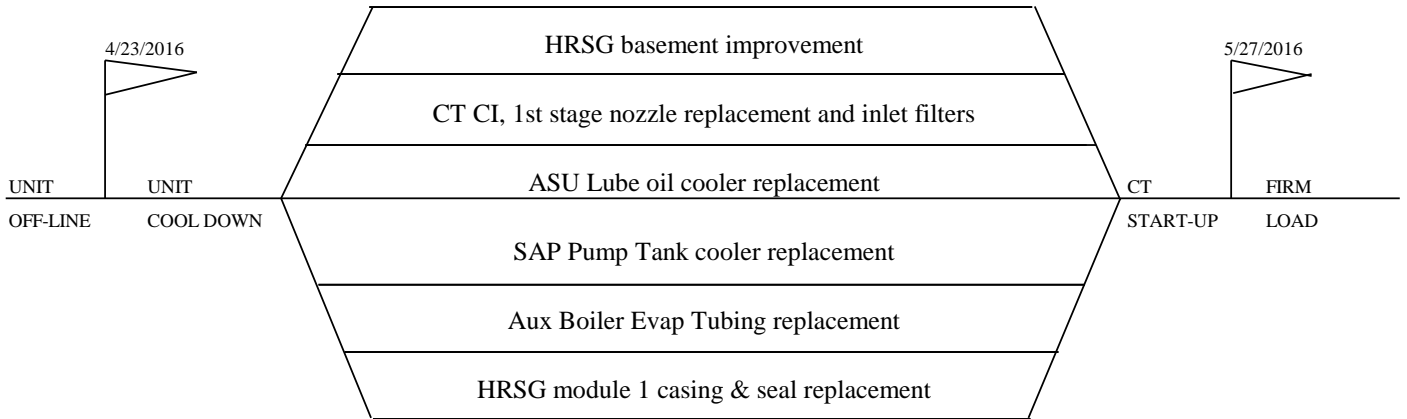 HRSG basement improvement
4/23/2016
5/27/2016
CT CI, 1st stage nozzle replacement and inlet filters
UNIT
UNIT
ASU Lube oil cooler replacement
CT
FIRM
OFF-LINE
COOL DOWN
START-UP
LOAD
SAP Pump Tank cooler replacement
Aux Boiler Evap Tubing replacement
HRSG module 1 casing & seal replacement